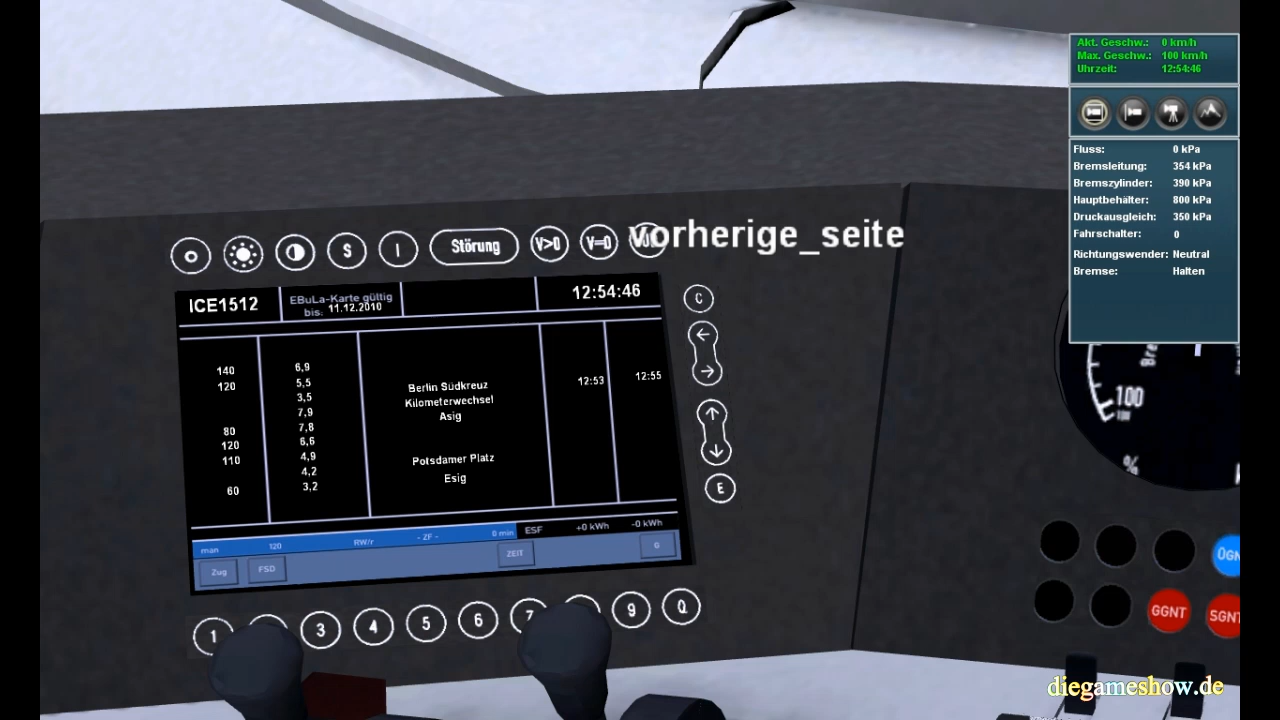 Akt. Geschw.: 0 km/h
Max. Geschw.: 100 km/h
Uhrzeit: 12:54:46
Fluss: 0 kPa
Bremsleitung: 354 kPa
Bremszylinder: 390 kPa
Hauptbehälter: 800 kPa
Druckausgleich: 350 kPa
Fahrschalter: 0
Richtungswender: Neutral
Bremse: Halten
vorherige_seite
S I Störung V>0 V=0
ICE1512 EBuLa-Karte gültig 12:54:46
bis: 11.12.2010
C
140 6,9
120 5,5 Berlin Südkreuz 12:53 12:55
3,5 Kilometerwechsel
7,9 Asig
80 7,8
120 6,6
110 4,9 Potsdamer Platz
4,2 Esig
60 3,2
E
man 120 RW/r - ZF - 0 min ESF +0 kWh -0 kWh
Zug FSD ZEIT G
1 3 4 5 6 7 9 0
100
%
GGNT SGNT
diegameshow.de